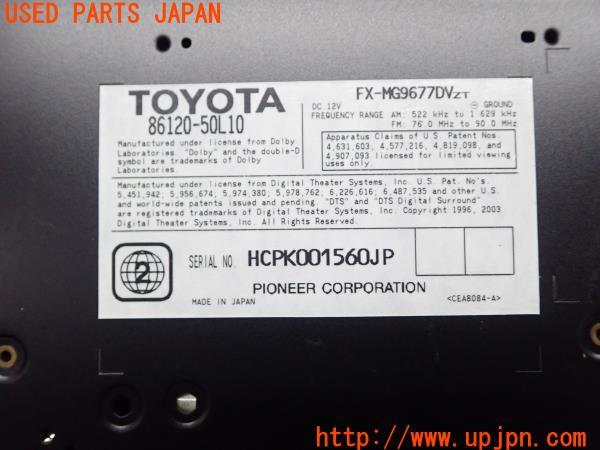 USED PARTS JAPAN
TOYOTA
86120-50L10
FX-MG9677DVZT
DC 12V ⊖ GROUND
FREQUENCY RANGE AM: 522 kHz to 1 629 kHz
FM: 76.0 MHz to 90.0 MHz
Manufactured under license from Dolby
Laboratories. "Dolby" and the double-D
symbol are trademarks of Dolby
Laboratories.
Apparatus Claims of U.S. Patent Nos.
4,631,603, 4,577,216, 4,819,098, and
4,907,093 licensed for limited viewing
uses only.
Manufactured under license from Digital Theater Systems, Inc. U.S. Pat. No's.
5,451,942; 5,956,674; 5,974,380; 5,978,762; 6,226,616; 6,487,535 and other U.S.
and world-wide patents issued and pending. "DTS" and "DTS Digital Surround"
are registered trademarks of Digital Theater Systems, Inc. Copyright 1996, 2003
Digital Theater Systems, Inc. All Rights Reserved.
2
SERIAL NO. HCPK001560JP
PIONEER CORPORATION
MADE IN JAPAN
<CEA8084-A>
http://www.upjpn.com/